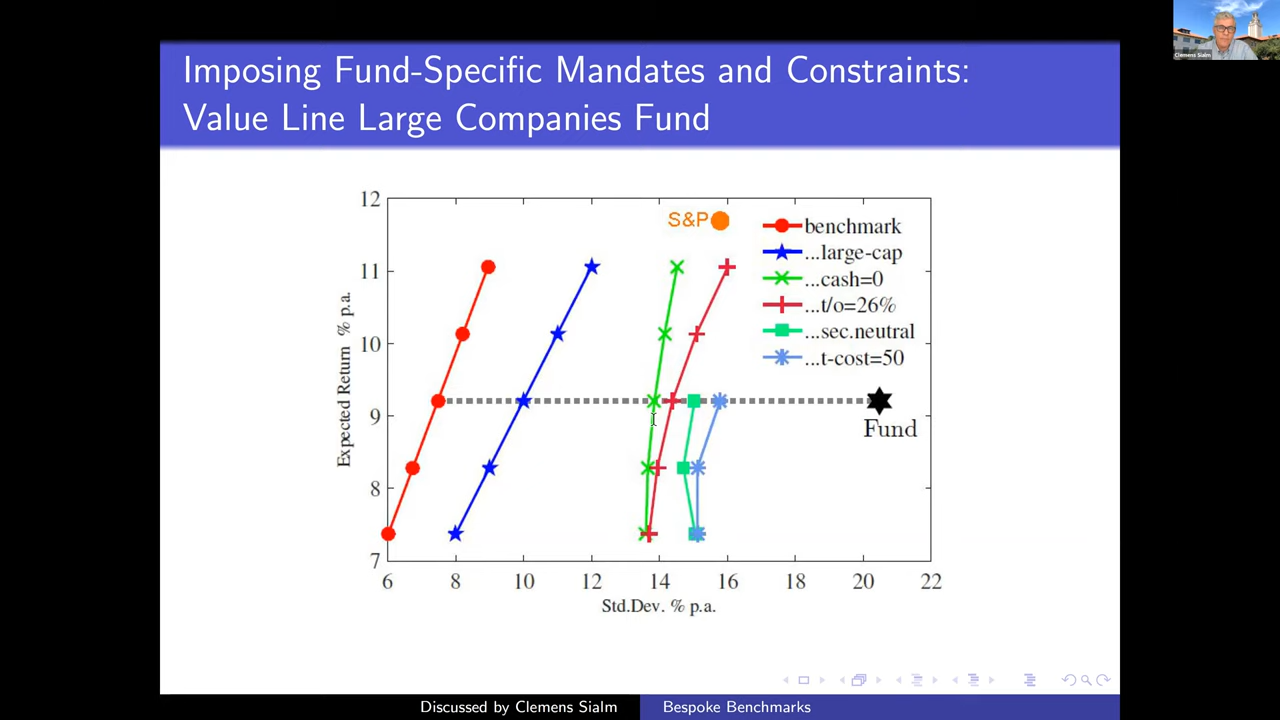 Clemens Sialm
Imposing Fund-Specific Mandates and Constraints:
Value Line Large Companies Fund
12
11
10
9
8
7
Expected Return % p.a.
S&P
benchmark
...large-cap
...cash=0
...t/o=26%
...sec.neutral
...t-cost=50
Fund
6 8 10 12 14 16 18 20 22
Std.Dev. % p.a.
Discussed by Clemens Sialm
Bespoke Benchmarks